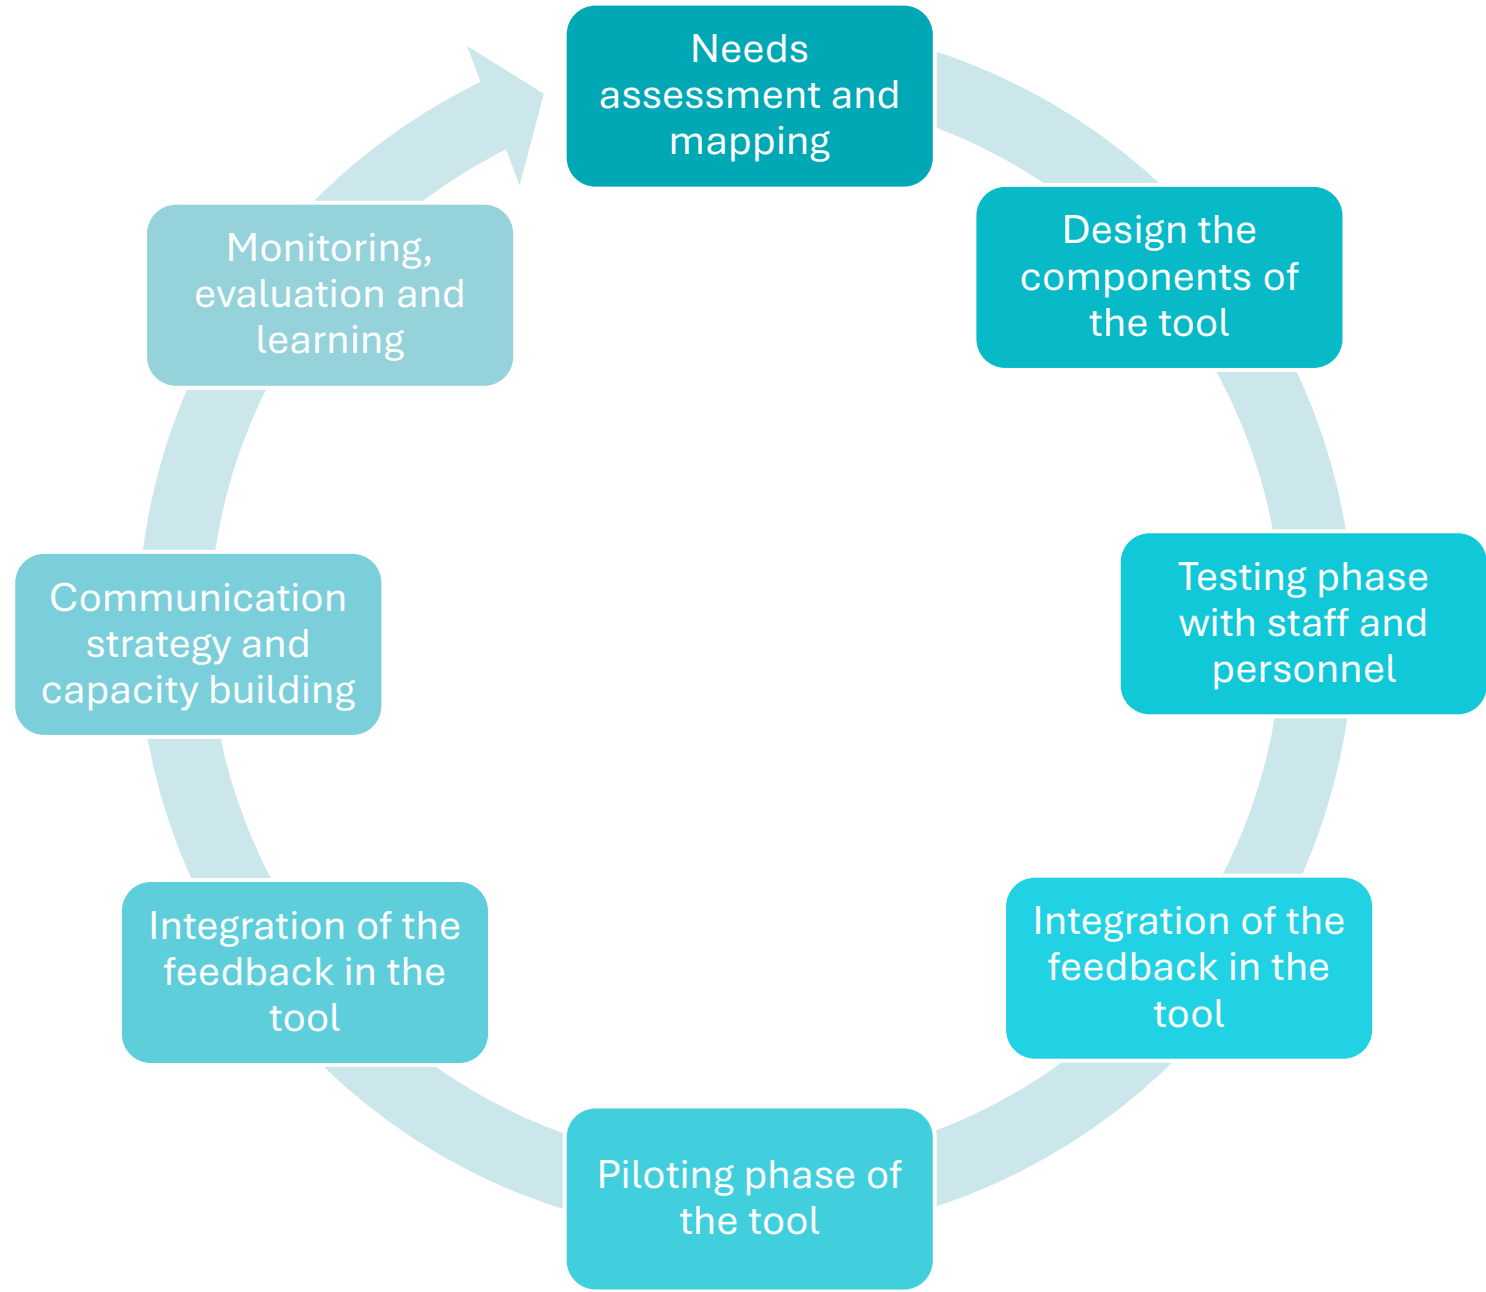 Needs
assessment and
mapping
Design the
components of
the tool
Testing phase
with staff and
personnel
Integration of the
feedback in the
tool
Piloting phase of
the tool
Integration of the
feedback in the
tool
Communication
strategy and
capacity building
Monitoring,
evaluation and
learning